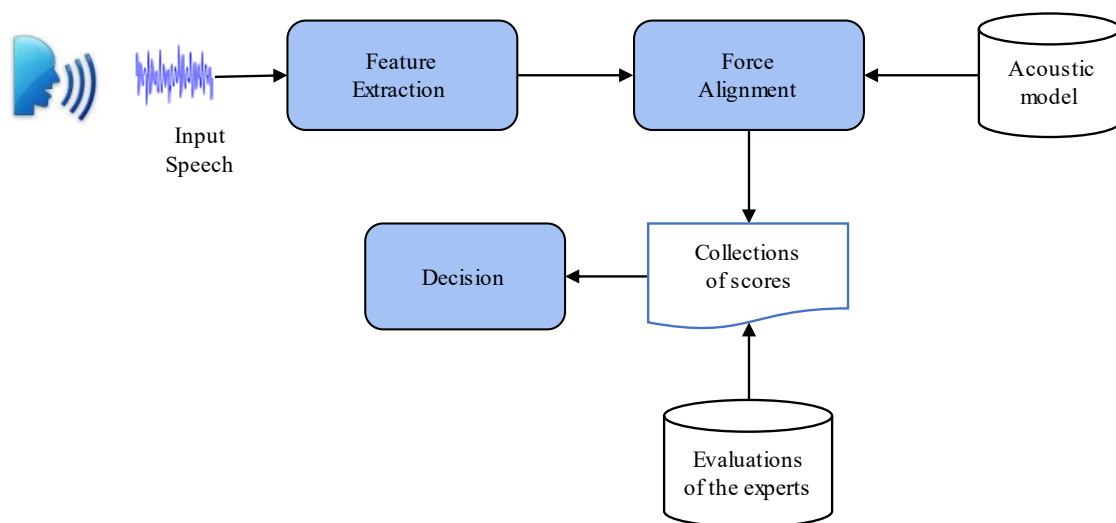 Feature
Extraction
Force
Alignment
Acoustic
model
Input
Speech
Decision
Collections
of scores
Evaluations
of the experts